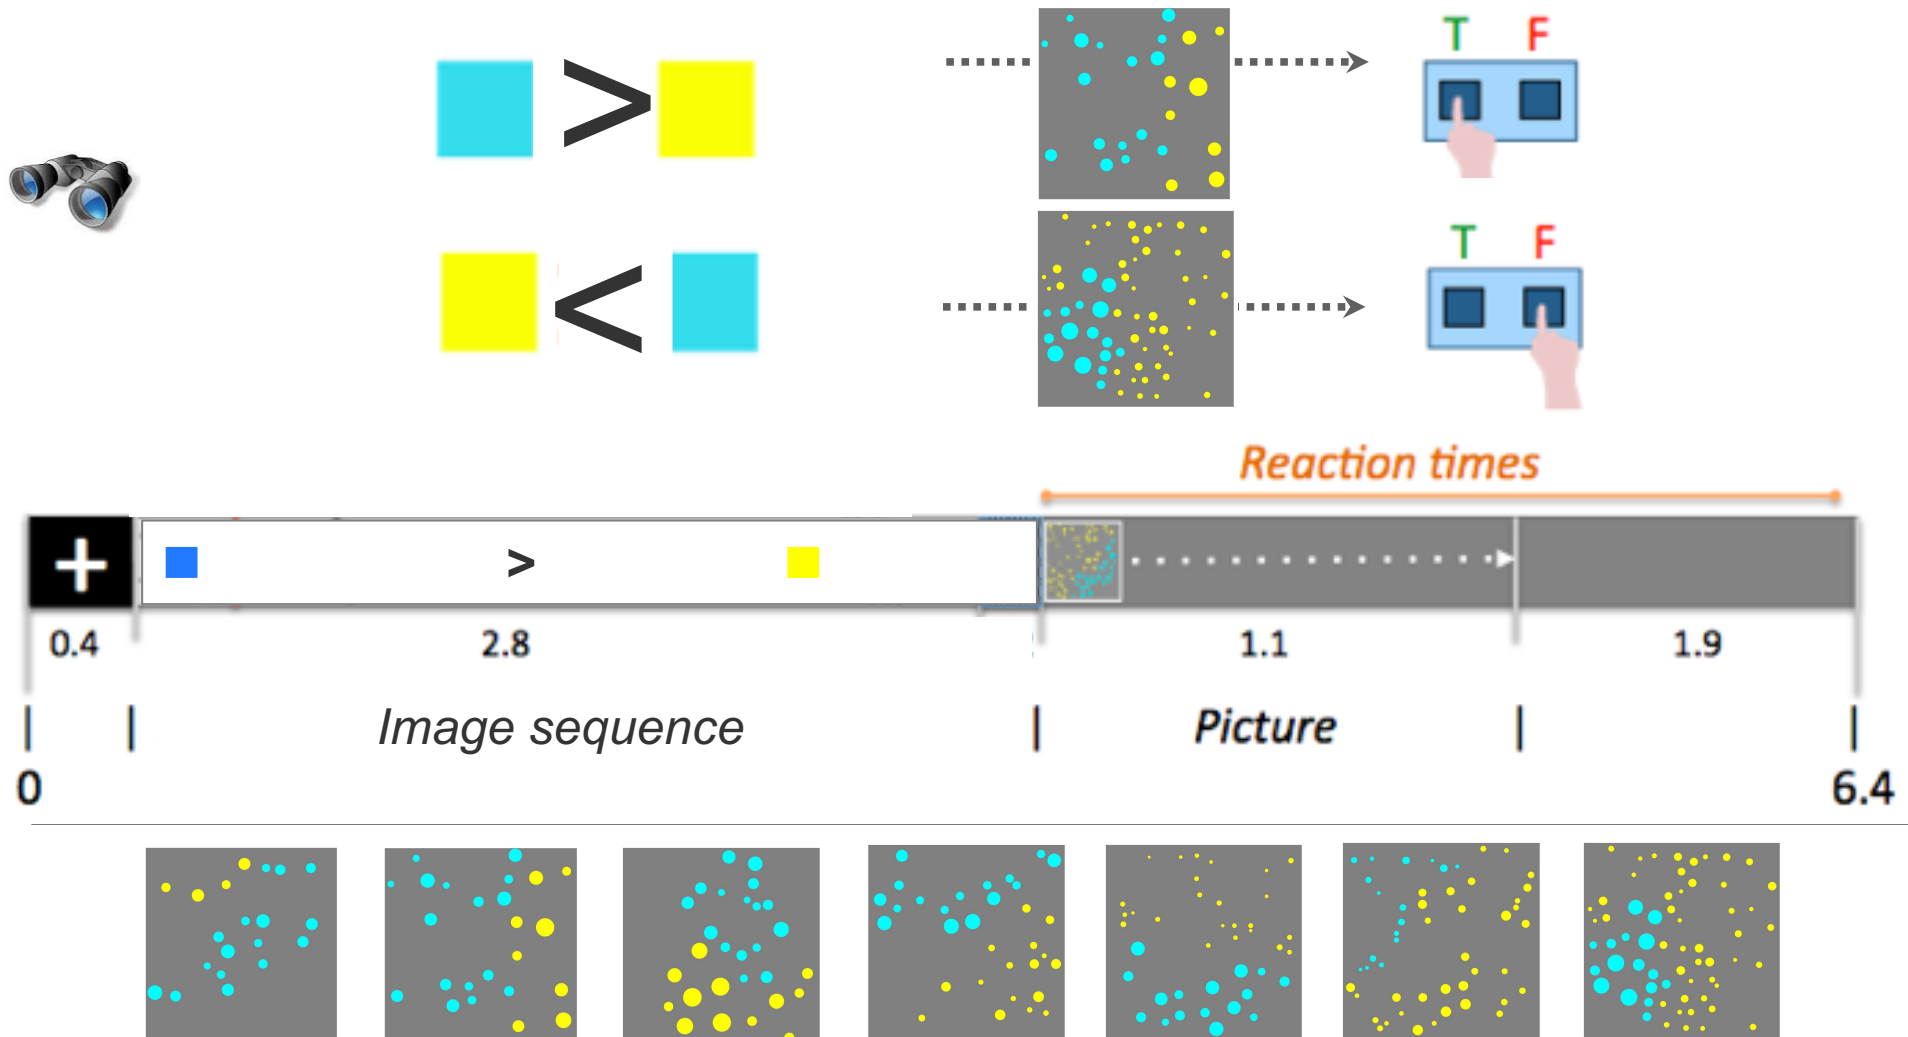 T F
>
T F
<
Reaction times
+
>
0.4 2.8 1.1 1.9
| | Image sequence | Picture | |
0 6.4